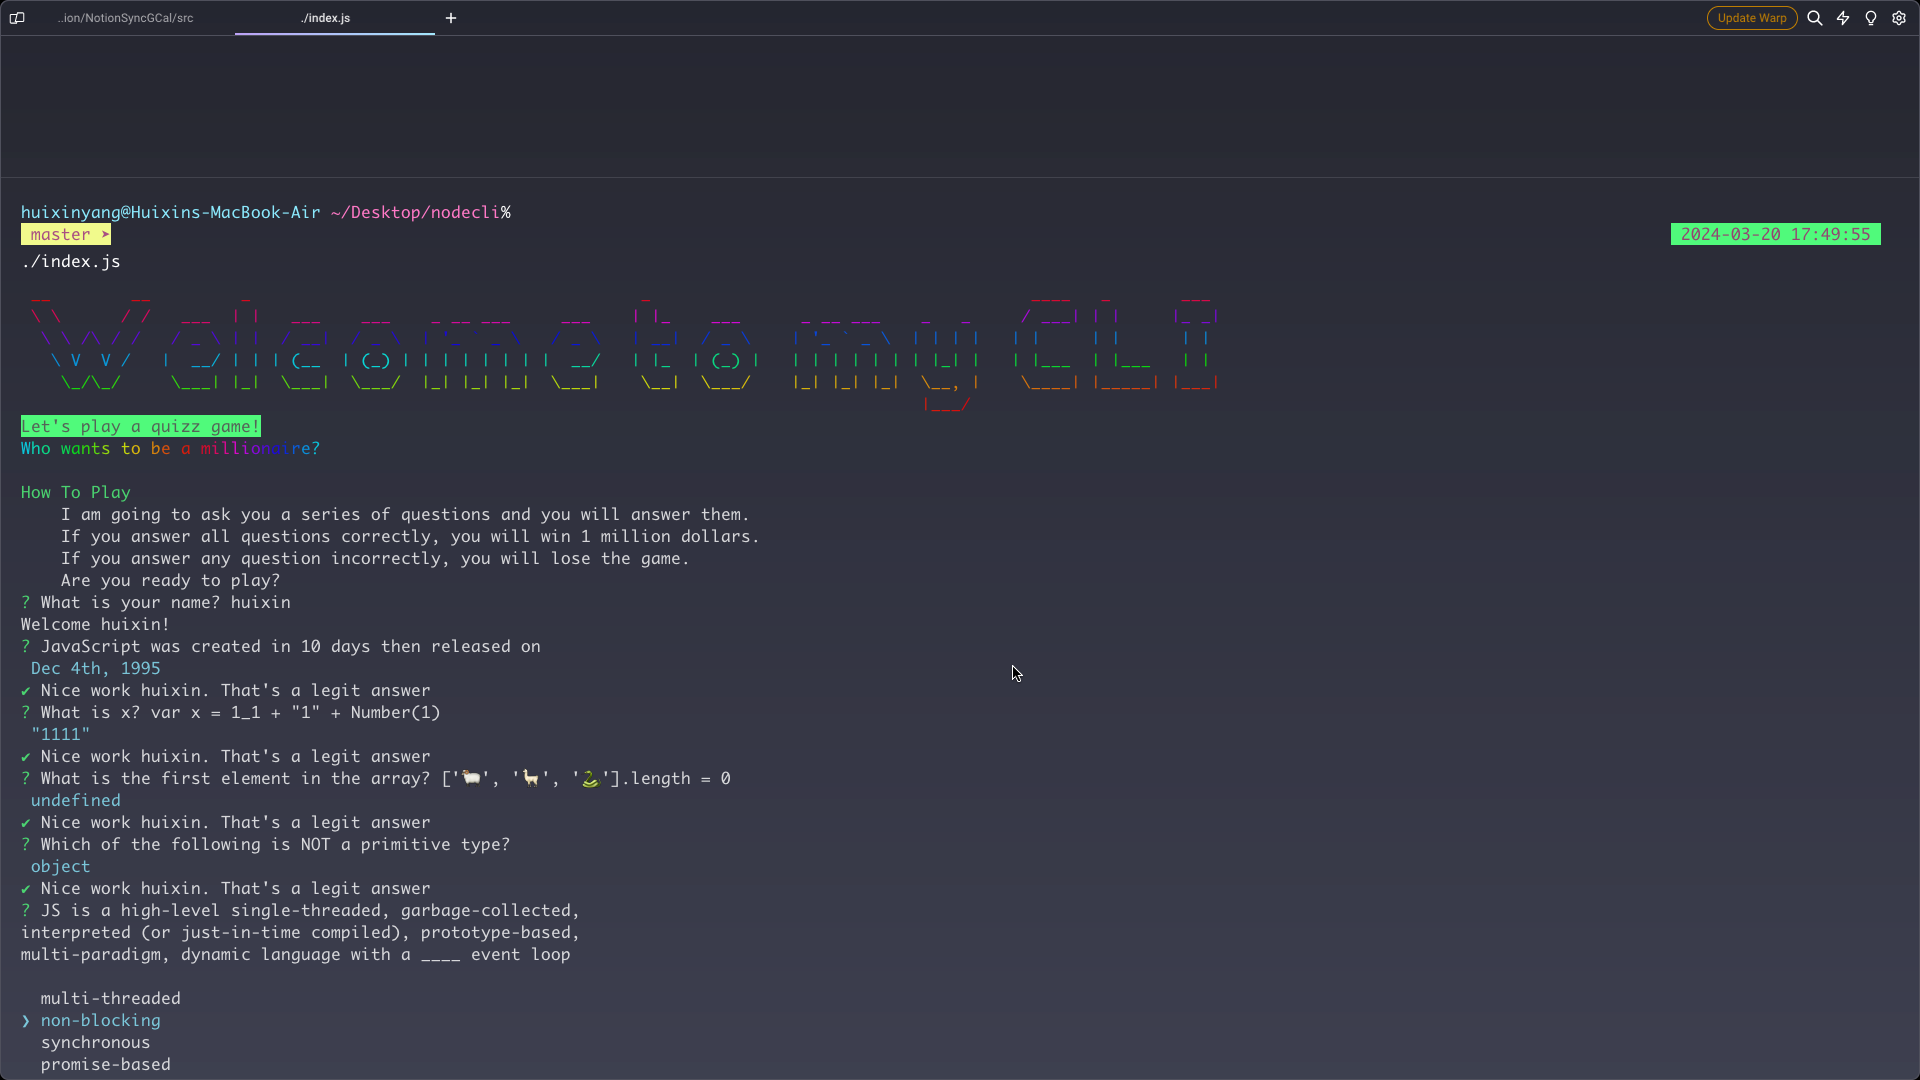 ..ion/NotionSyncGCal/src
./index.js
+
Update Warp
huixinyang@Huixins-MacBook-Air ~/Desktop/nodecli%
master ➤
2024-03-20 17:49:55
./index.js
Welcome to my CLI
Let's play a quizz game!
Who wants to be a millionaire?
How To Play
I am going to ask you a series of questions and you will answer them.
If you answer all questions correctly, you will win 1 million dollars.
If you answer any question incorrectly, you will lose the game.
Are you ready to play?
? What is your name? huixin
Welcome huixin!
? JavaScript was created in 10 days then released on
Dec 4th, 1995
✔ Nice work huixin. That's a legit answer
? What is x? var x = 1_1 + "1" + Number(1)
"1111"
✔ Nice work huixin. That's a legit answer
? What is the first element in the array? ['🐏', '🦙', '🐍'].length = 0
undefined
✔ Nice work huixin. That's a legit answer
? Which of the following is NOT a primitive type?
object
✔ Nice work huixin. That's a legit answer
? JS is a high-level single-threaded, garbage-collected,
interpreted (or just-in-time compiled), prototype-based,
multi-paradigm, dynamic language with a ____ event loop
multi-threaded
❯ non-blocking
synchronous
promise-based